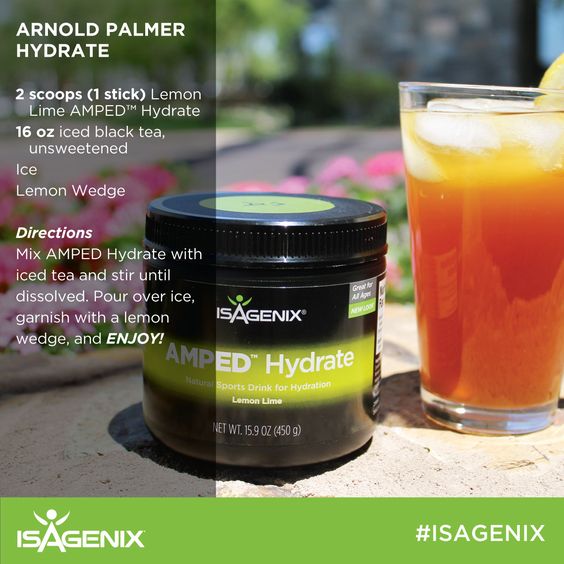 ARNOLD PALMER
HYDRATE
2 scoops (1 stick) Lemon
Lime AMPED™ Hydrate
16 oz iced black tea,
unsweetened
Ice
Lemon Wedge
Directions
Mix AMPED Hydrate with
iced tea and stir until
dissolved. Pour over ice,
garnish with a lemon
wedge, and ENJOY!
Great for
All Ages
NEW LOOK
ISAGENIX®
AMPED™ Hydrate
Natural Sports Drink for Hydration
Lemon Lime
NET WT. 15.9 OZ (450 g)
ISAGENIX
#ISAGENIX